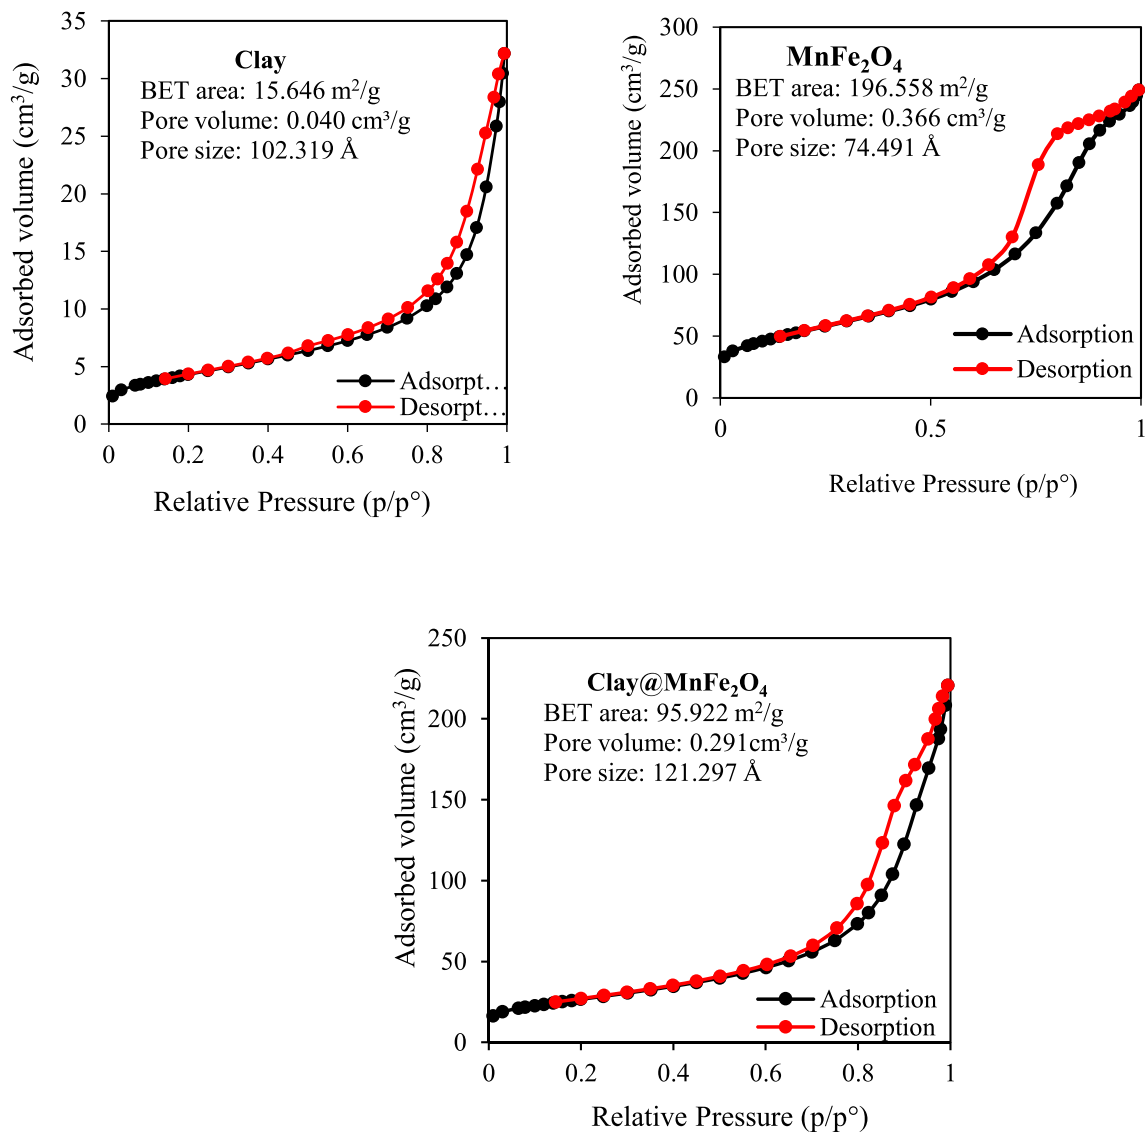 Clay
BET area: 15.646 m²/g
Pore volume: 0.040 cm³/g
Pore size: 102.319 Å
Adsorbed volume (cm³/g)
35
30
25
20
15
10
5
0
0 0.2 0.4 0.6 0.8 1
Adsorpt…
Desorpt…
Relative Pressure (p/p°)
MnFe₂O₄
BET area: 196.558 m²/g
Pore volume: 0.366 cm³/g
Pore size: 74.491 Å
Adsorbed volume (cm³/g)
300
250
200
150
100
50
0
0 0.5 1
Adsorption
Desorption
Relative Pressure (p/p°)
Clay@MnFe₂O₄
BET area: 95.922 m²/g
Pore volume: 0.291cm³/g
Pore size: 121.297 Å
Adsorbed volume (cm³/g)
250
200
150
100
50
0
0 0.2 0.4 0.6 0.8 1
Adsorption
Desorption
Relative Pressure (p/p°)